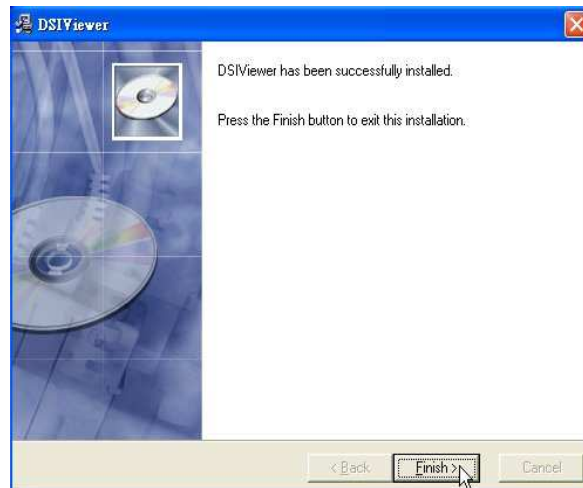 DSIViewer
DSIViewer has been successfully installed.
Press the Finish button to exit this installation.
< Back
Finish >
Cancel